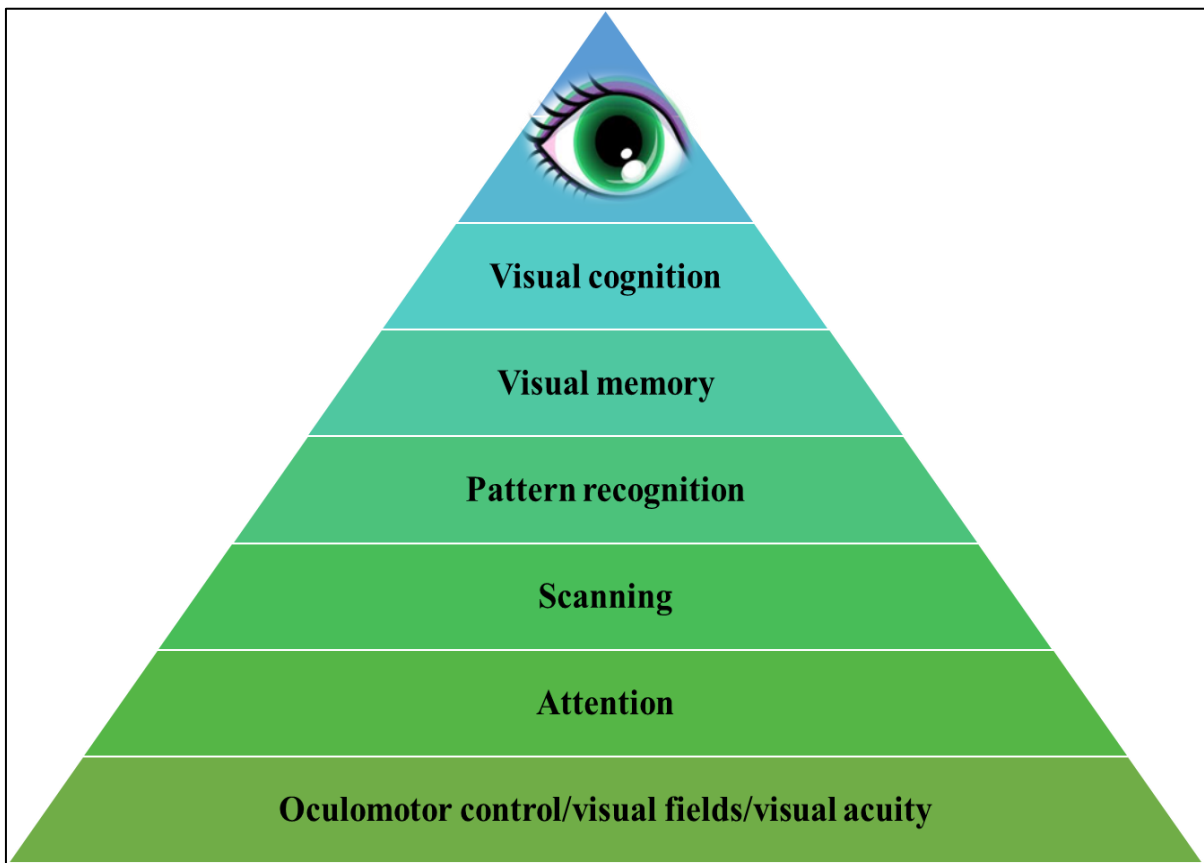 Visual cognition
Visual memory
Pattern recognition
Scanning
Attention
Oculomotor control/visual fields/visual acuity